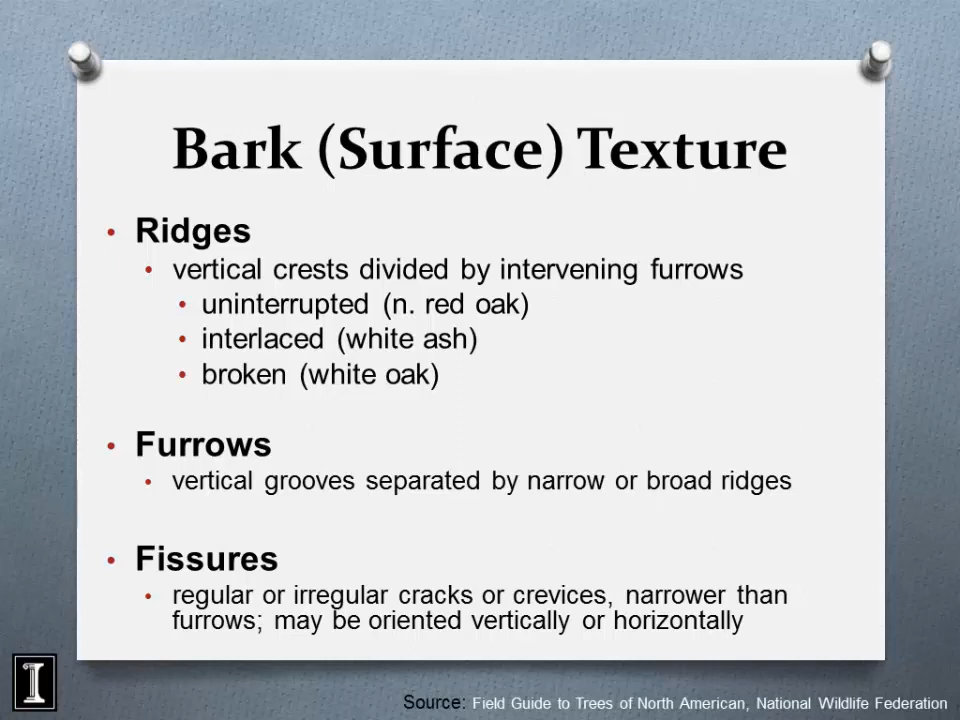 Bark (Surface) Texture
• Ridges
• vertical crests divided by intervening furrows
• uninterrupted (n. red oak)
• interlaced (white ash)
• broken (white oak)
• Furrows
• vertical grooves separated by narrow or broad ridges
• Fissures
• regular or irregular cracks or crevices, narrower than
furrows; may be oriented vertically or horizontally
I
Source: Field Guide to Trees of North American, National Wildlife Federation